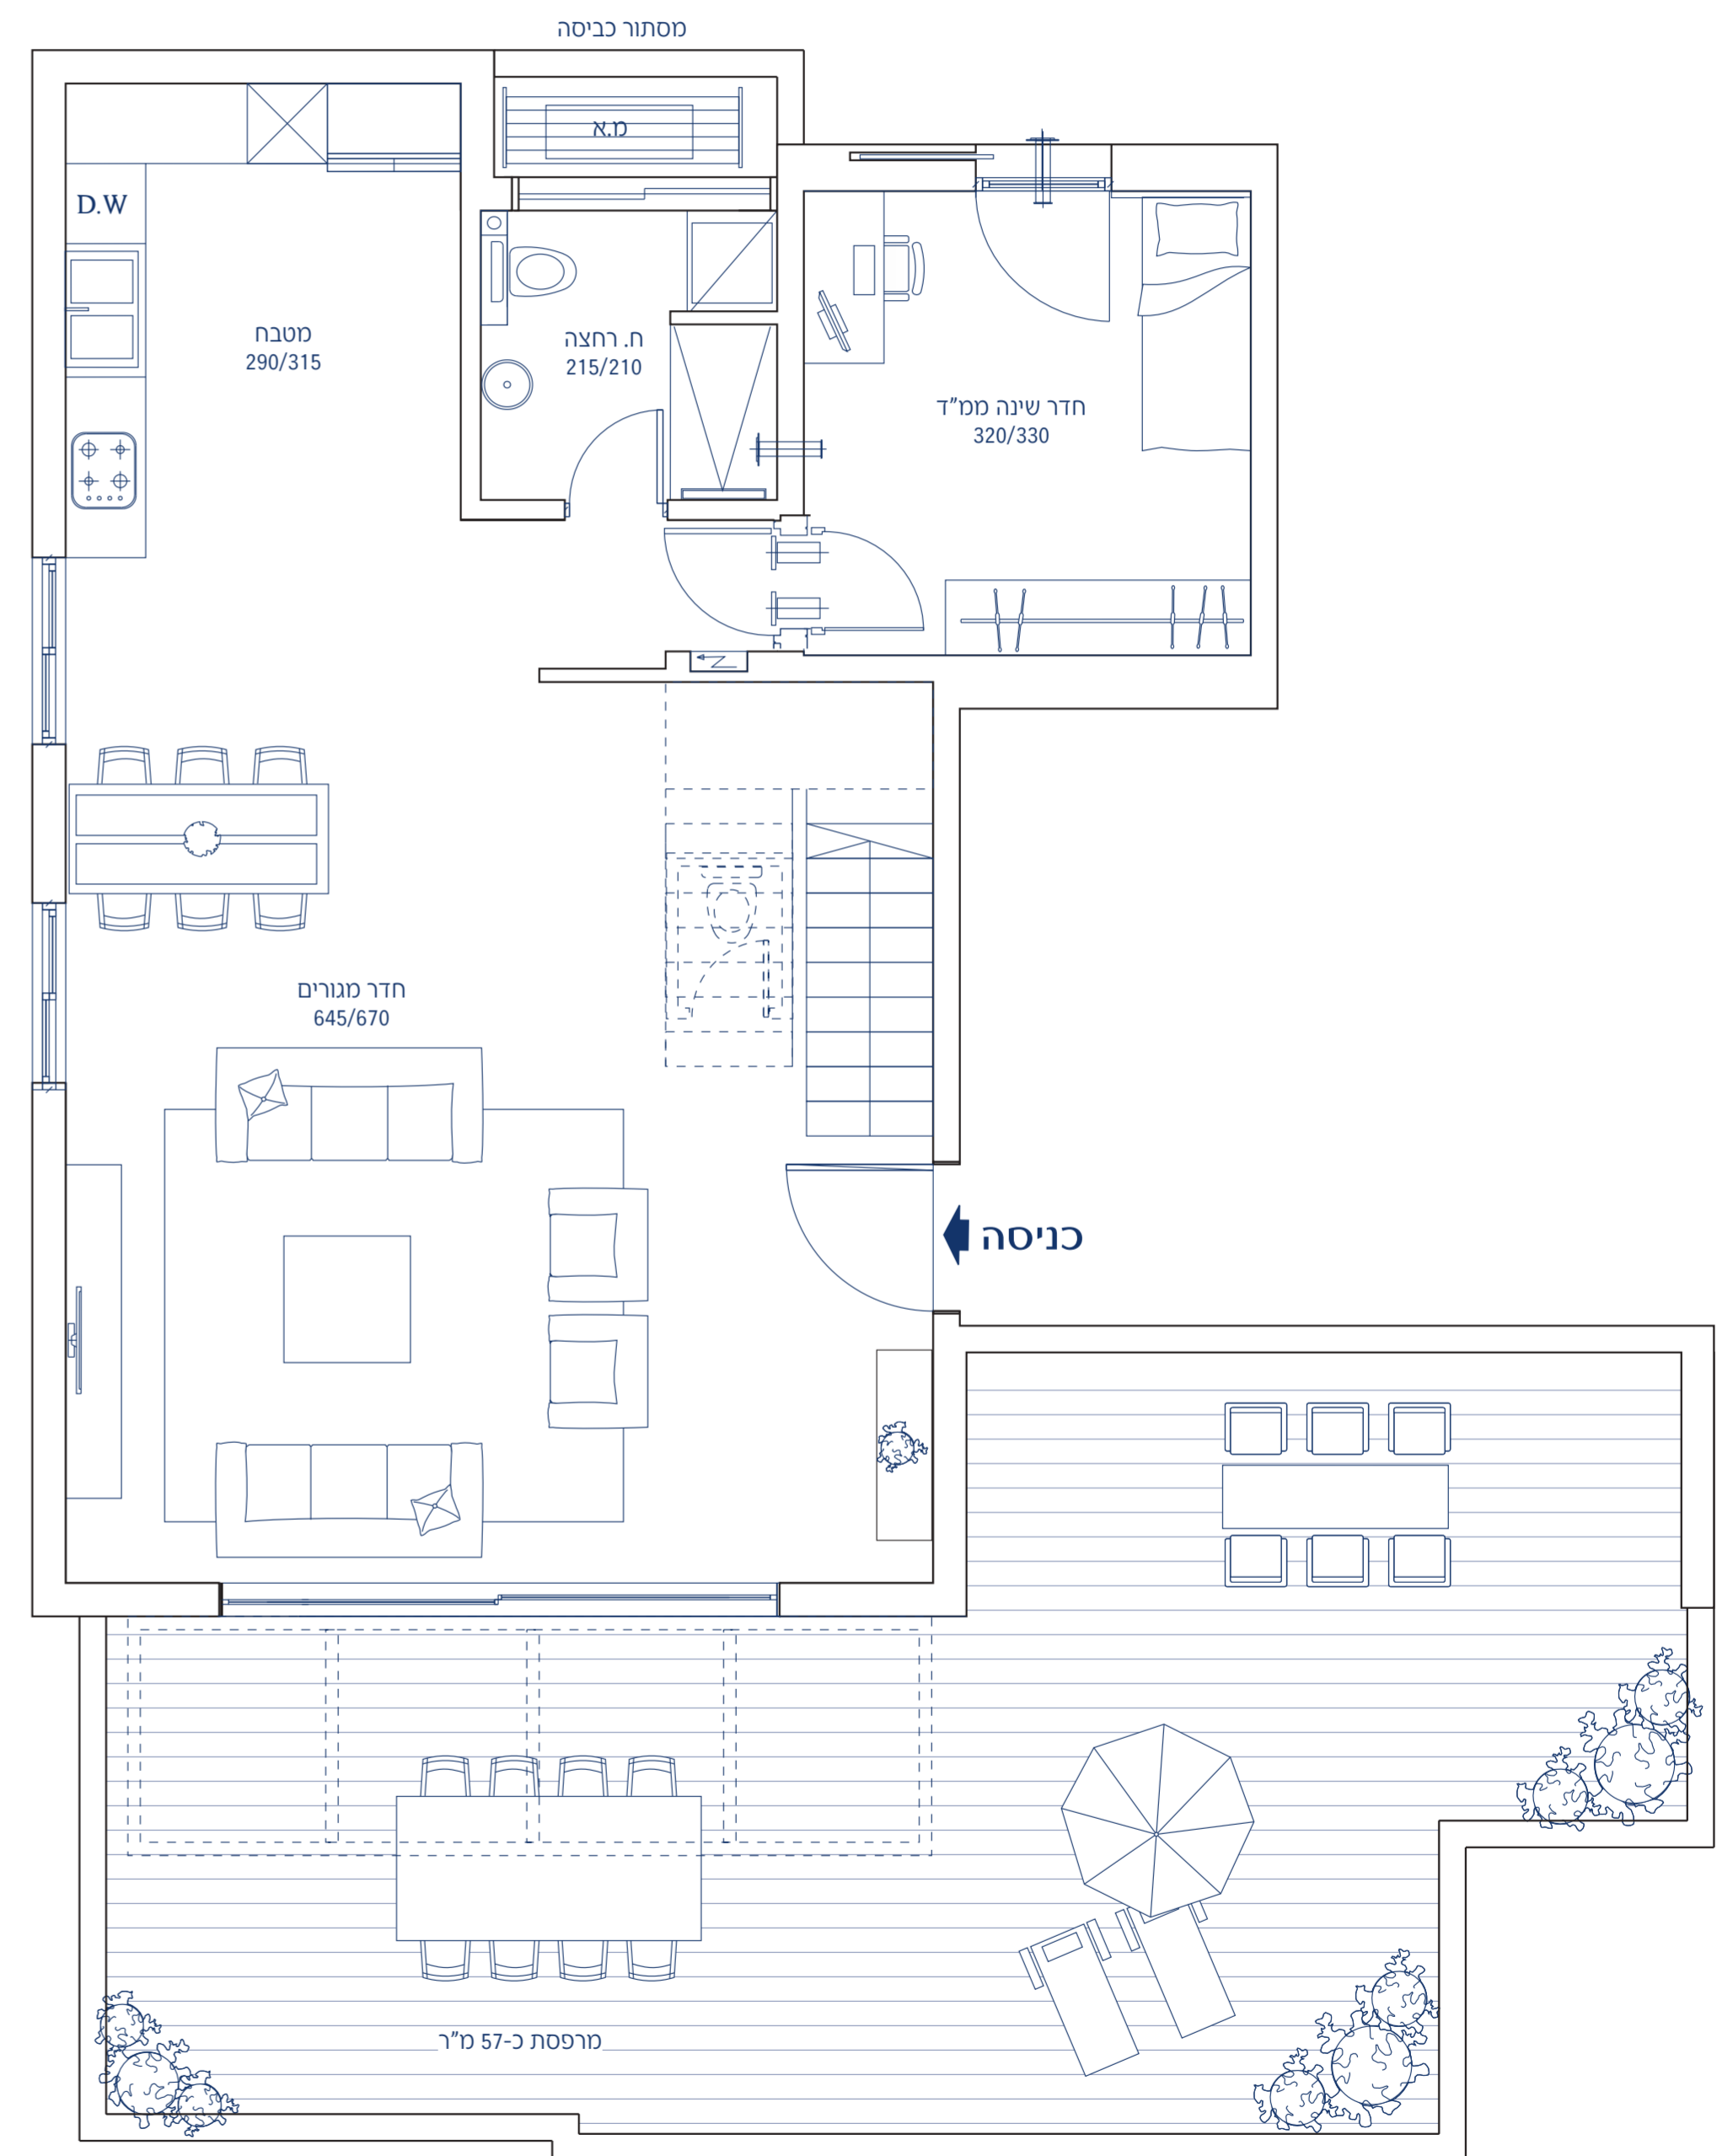 מסתור כביסה
מ.א
D.W
מטבח
290/315
ח. רחצה
215/210
חדר שינה ממ"ד
320/330
חדר מגורים
645/670
כניסה
מרפסת כ-57 מ"ר